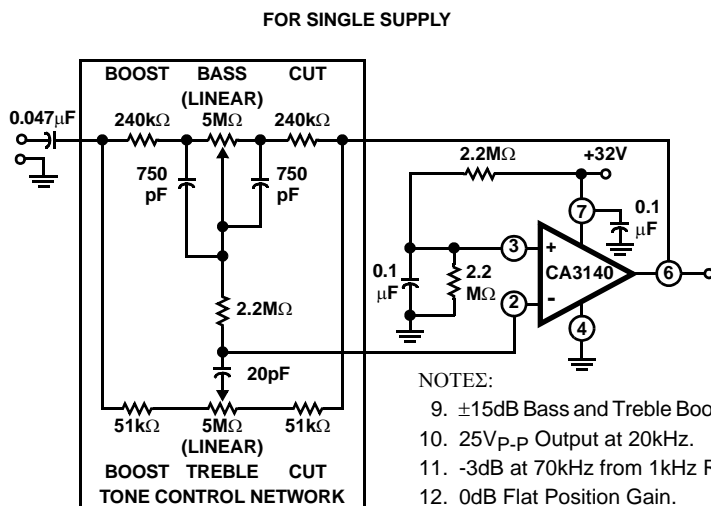 FOR SINGLE SUPPLY
BOOST BASS CUT
(LINEAR)
0.047μF
240kΩ 5MΩ 240kΩ
750 pF
750 pF
2.2MΩ
+32V
7
0.1 μF
3
+
CA3140
6
0.1 μF
2.2 MΩ
2
-
4
2.2MΩ
20pF
51kΩ 5MΩ 51kΩ
(LINEAR)
BOOST TREBLE CUT
TONE CONTROL NETWORK
ΝΟΤΕΣ:
9. ±15dB Bass and Treble Boo
10. 25VP-P Output at 20kHz.
11. -3dB at 70kHz from 1kHz R
12. 0dB Flat Position Gain.